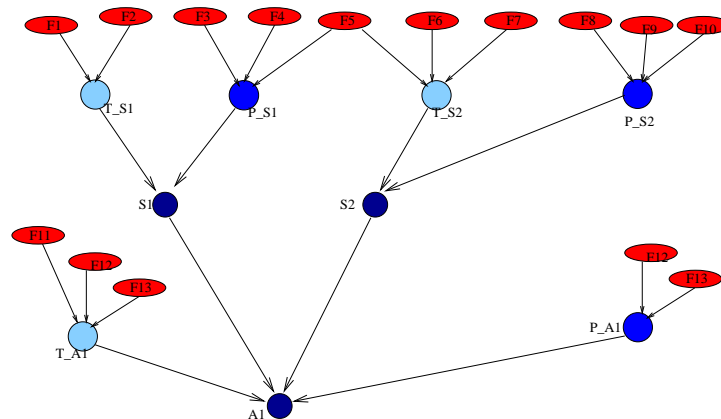 F1
F2
F3
F4
F5
F6
F7
F8
F9
F10
T_S1
P_S1
T_S2
P_S2
S1
S2
F11
F12
F13
F12
F13
T_A1
P_A1
A1